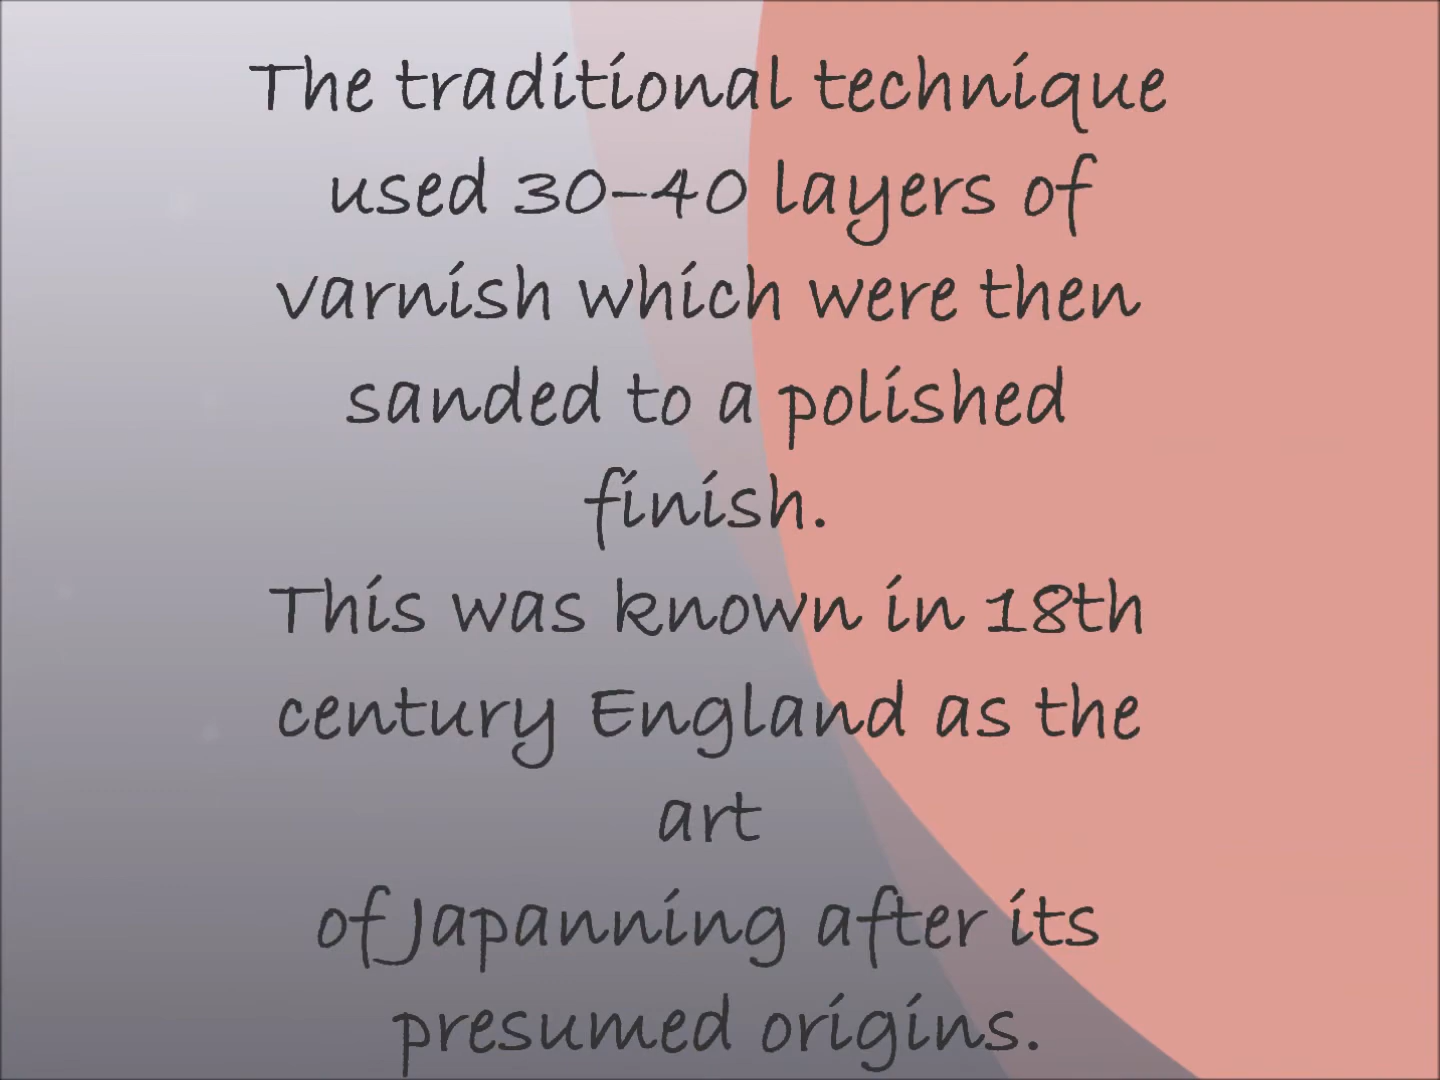 The traditional technique
used 30-40 layers of
varnish which were then
sanded to a polished
finish.
This was known in 18th
century England as the
art
of Japanning after its
presumed origins.